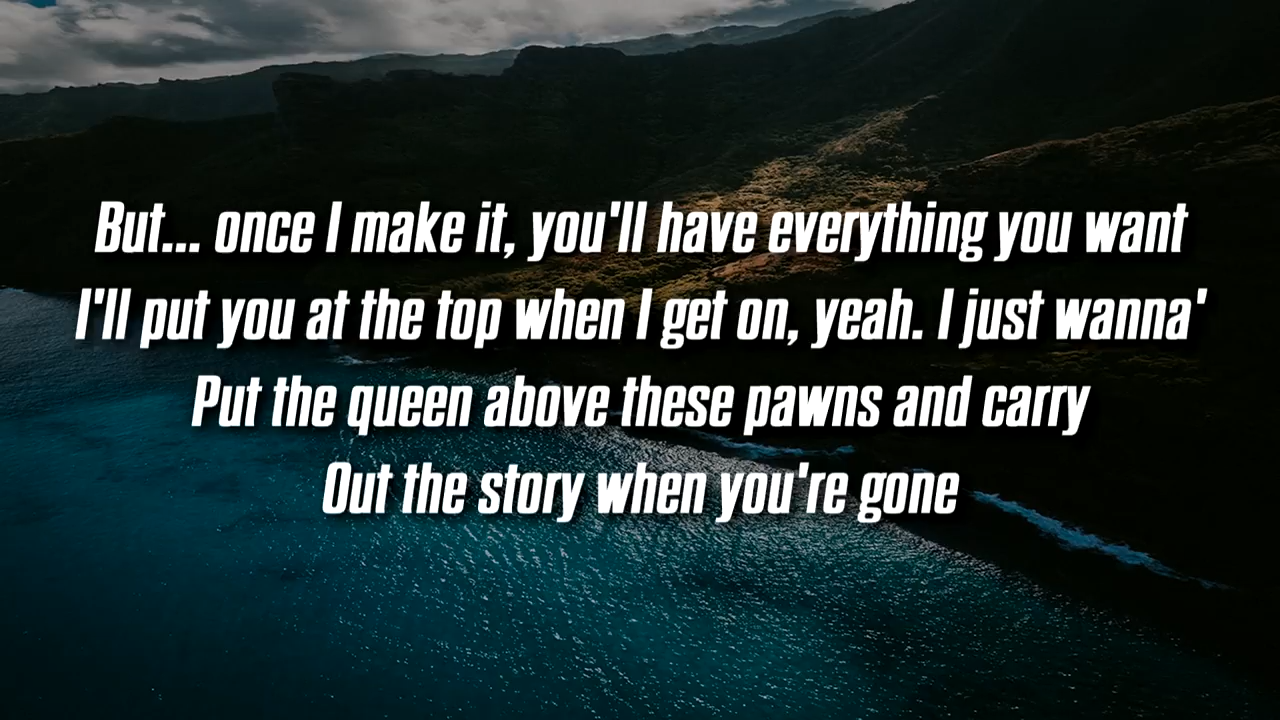 But... once I make it, you'll have everything you want
I'll put you at the top when I get on, yeah. I just wanna'
Put the queen above these pawns and carry
Out the story when you're gone